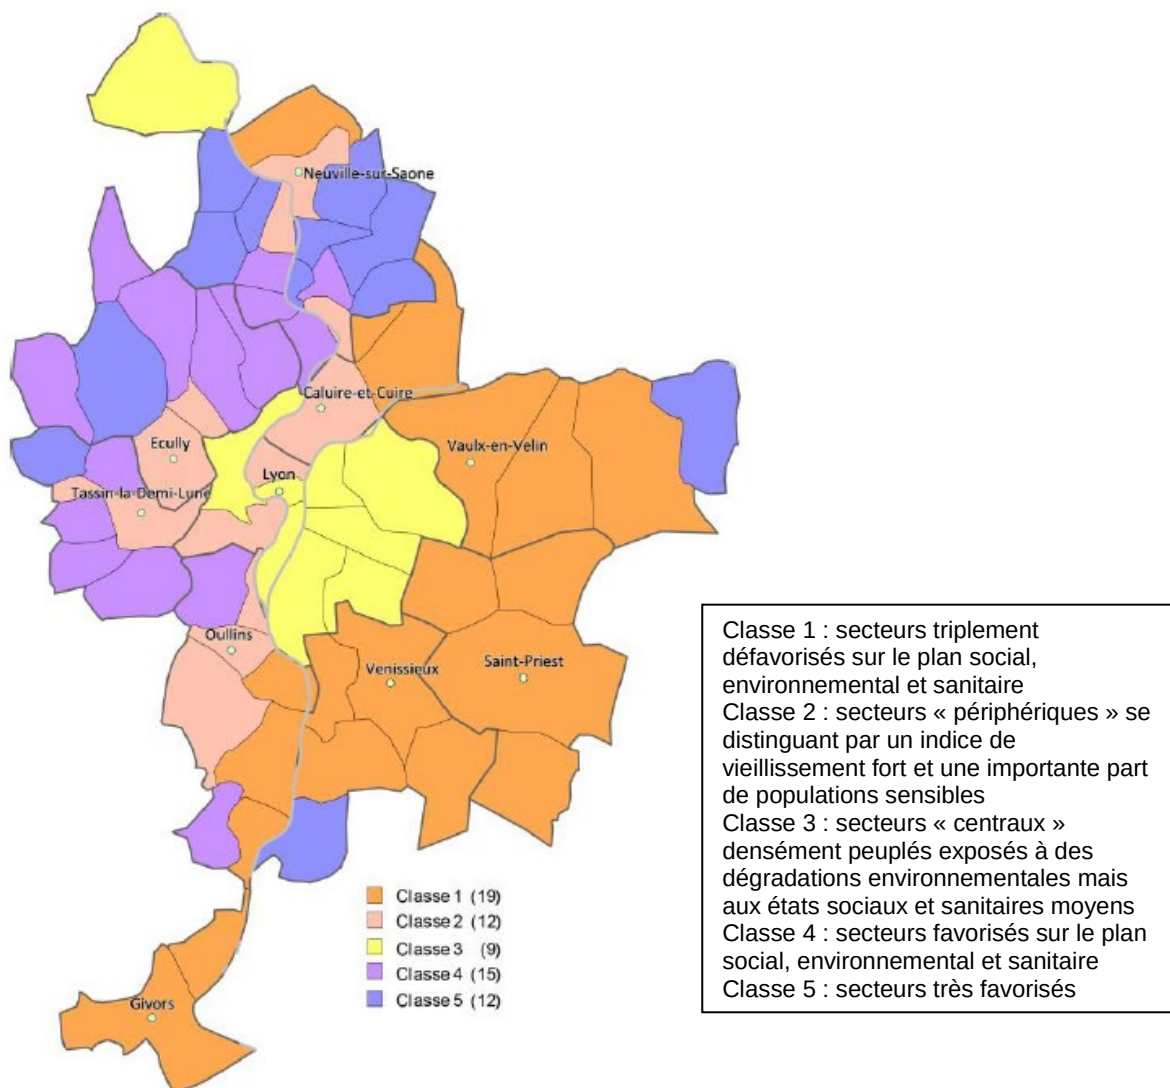 Neuville-sur-Saone
Caluire-et-Cuire
Ecully
Vaulx-en-Velin
Lyon
Tassin-la-Demi-Lune
Oullins
Venissieux
Saint-Priest
Givors
Classe 1 (19)
Classe 2 (12)
Classe 3 (9)
Classe 4 (15)
Classe 5 (12)
Classe 1 : secteurs triplement
défavorisés sur le plan social,
environnemental et sanitaire
Classe 2 : secteurs « périphériques » se
distinguant par un indice de
vieillissement fort et une importante part
de populations sensibles
Classe 3 : secteurs « centraux »
densément peuplés exposés à des
dégradations environnementales mais
aux états sociaux et sanitaires moyens
Classe 4 : secteurs favorisés sur le plan
social, environnemental et sanitaire
Classe 5 : secteurs très favorisés